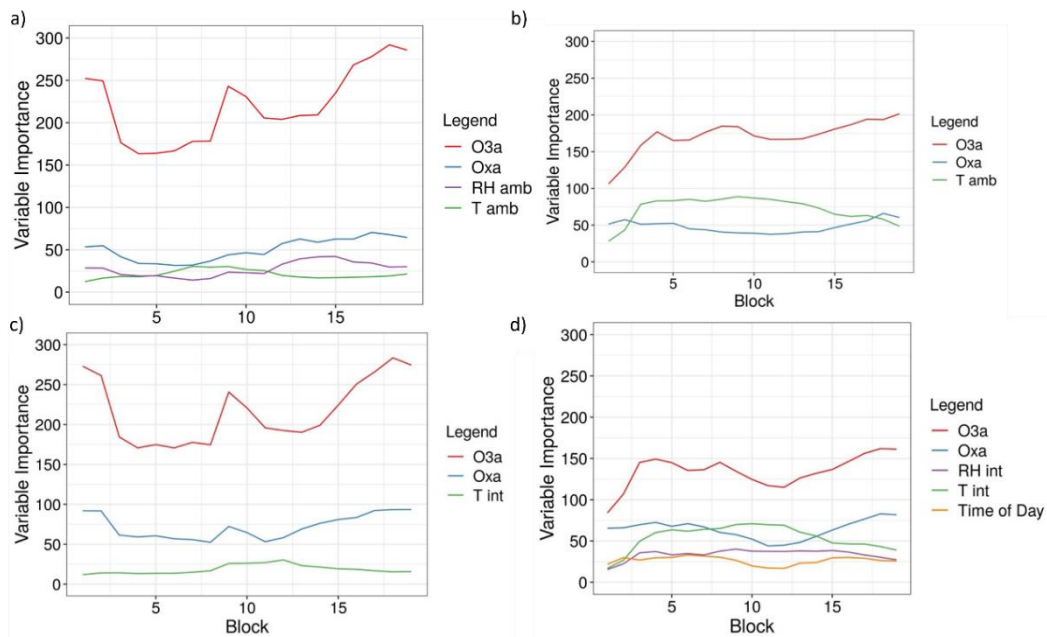 a)
Variable Importance
300
250
200
150
100
50
0
5
10
15
Legend
O3a
Oxa
RH amb
T amb
b)
Variable Importance
300
250
200
150
100
50
0
5
10
15
Block
Legend
O3a
Oxa
T amb
c)
Variable Importance
300
250
200
150
100
50
0
5
10
15
Block
Legend
O3a
Oxa
T int
d)
Variable Importance
300
250
200
150
100
50
0
5
10
15
Block
Legend
O3a
Oxa
RH int
T int
Time of Day